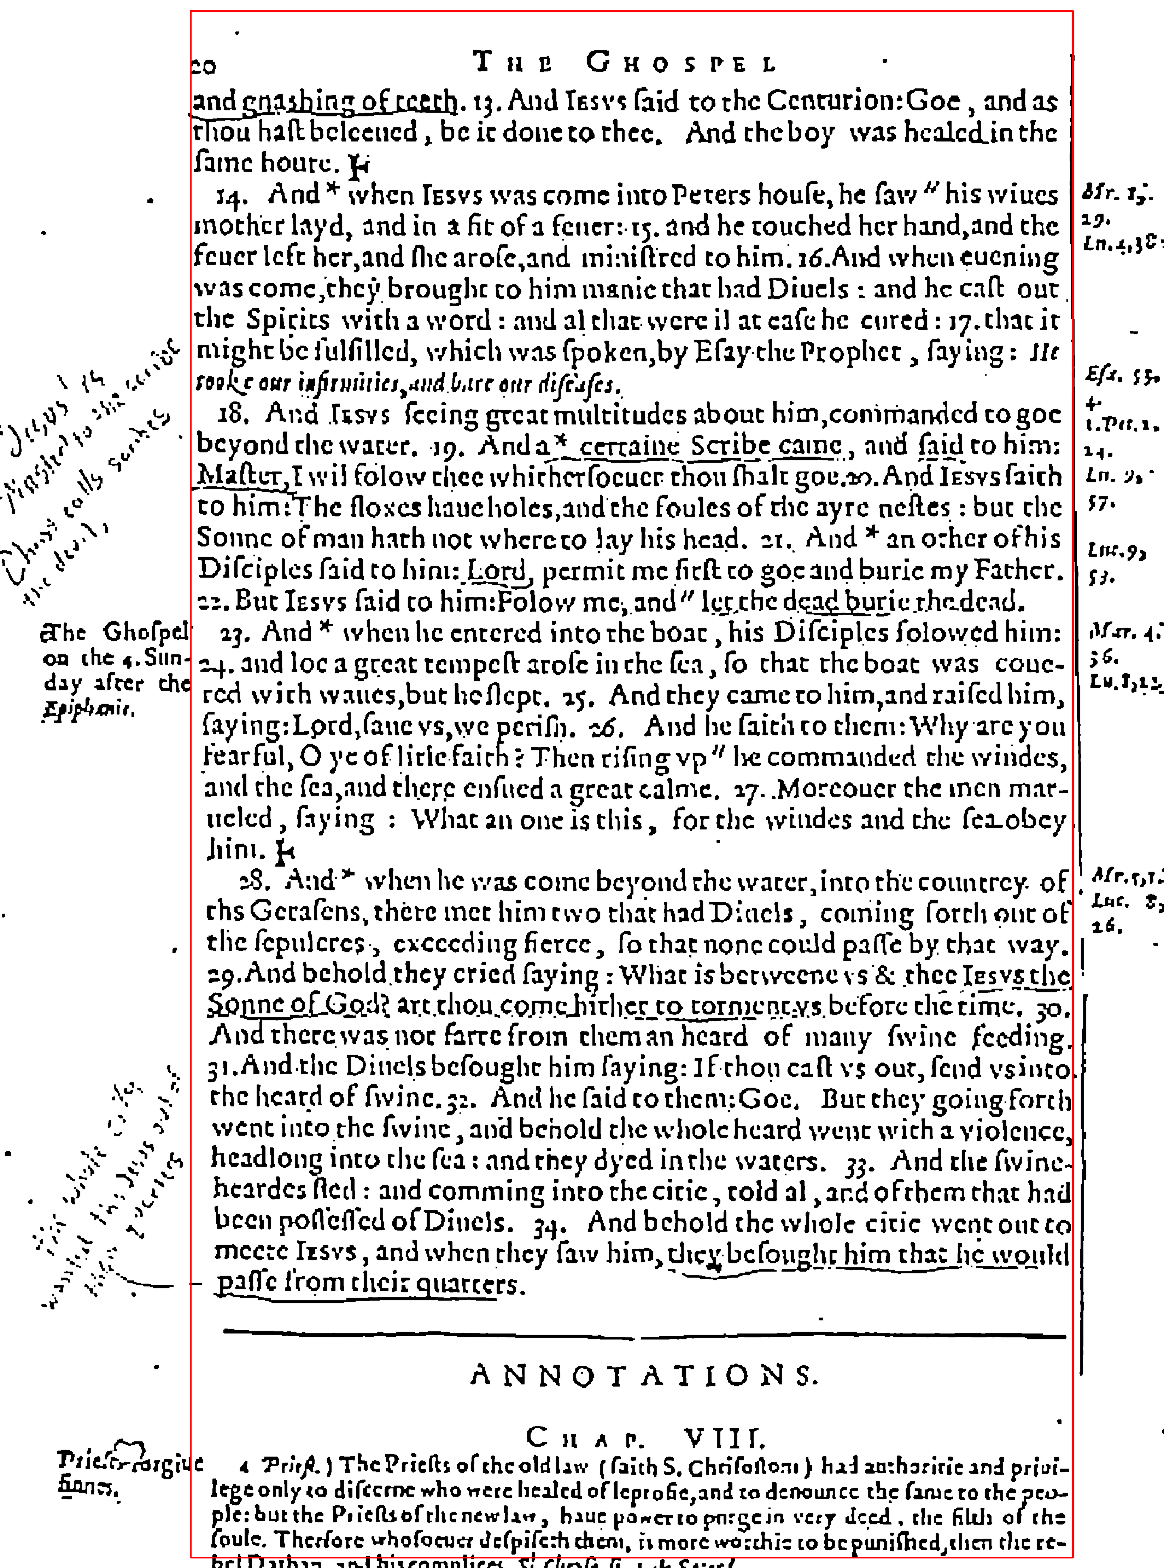 20 THE GHOSPEL
and gnashing of teeth. 13. And IESVS ſaid to the Centurion: Goe, and as
thou haſt beleeued, be it done to thee. And the boy was healed in the
ſame houre.
14. And * when IESVS was come into Peters houſe, he ſaw " his wiues
mother layd, and in a fit of a feuer: 15. and he touched her hand, and the
feuer left her, and ſhe aroſe, and miniſtred to him. 16. And when euening
was come, they brought to him manie that had Diuels : and he caſt out
the Spirits with a word : and al that were il at eaſe he cured : 17. that it
might be fulfilled, which was ſpoken, by Eſay the Prophet, ſaying : He
tooke our infirmities, and bare our diſeaſes.
18. And IESVS ſeeing great multitudes about him, commanded to goe
beyond the water. 19. And a * certaine Scribe came, and ſaid to him:
Maſter, I wil folow thee whitherſoeuer thou ſhalt goe. 20. And IESVS ſaith
to him: The floxes haue holes, and the foules of the ayre neſtes : but the
Sonne of man hath not where to lay his head. 21. And * an other of his
Diſciples ſaid to him: Lord, permit me firſt to goe and burie my Father.
22. But IESVS ſaid to him: Folow me, and " let the dead burie the dead.
23. And * when he entered into the boat, his Diſciples folowed him:
24. and loe a great tempeſt aroſe in the ſea, ſo that the boat was coue-
red with waues, but he ſlept. 25. And they came to him, and raiſed him,
ſaying: Lord, ſaue vs, we periſh. 26. And he ſaith to them: Why are you
fearful, O ye of litle faith? Then riſing vp " he commanded the windes,
and the ſea, and there enſued a great calme. 27. Moreouer the men mar-
ueled, ſaying : What an one is this, for the windes and the ſea obey
him.
28. And * when he was come beyond the water, into the countrey of
ths Geraſens, there met him two that had Diuels, coming forth out of
the ſepulcres, exceeding fierce, ſo that none could paſſe by that way.
29. And behold they cried ſaying : What is betweene vs & thee IESVS the
Sonne of God? art thou come hither to torment vs before the time. 30.
And there was not farre from them an heard of many ſwine feeding.
31. And the Diuels beſought him ſaying: If thou caſt vs out, ſend vs into
the heard of ſwine. 32. And he ſaid to them: Goe. But they going forth
went into the ſwine, and behold the whole heard went with a violence,
headlong into the ſea : and they dyed in the waters. 33. And the ſwine-
heardes fled : and comming into the citie, told al, and of them that had
been poſſeſſed of Diuels. 34. And behold the whole citie went out to
meete IESVS, and when they ſaw him, they beſought him that he would
paſſe from their quarters.
ANNOTATIONS.
CHAP. VIII.
4 Prieſt.) The Prieſts of the old law (ſaith S. Chriſoſtom) had authoritie and priui-
lege only to diſcerne who were healed of leproſie, and to denounce the ſame to the peo-
ple: but the Prieſts of the new law, haue power to purge in very deed, the filth of the
ſoule. Therfore whoſoeuer deſpiſeth them, is more worthie to be puniſhed, then the re-
bel Dathan and his complices.
Mr. 1,
29.
Lu. 4, 38.
Eſa. 53.
4.
1. Pet. 2.
24.
Lu. 9,
57.
Luc. 9,
53.
Mar. 4.
36.
Lu. 8, 22.
Mr. 5, 1.
Luc. 8,
26.
Jesus is
Master to the scribe
Those calls
the devil,
The Ghoſpel
on the 4. Sun-
day after the
Epiphanie.
the whole city
wanted Jesus out of
Prieſts forgiue
ſinnes.